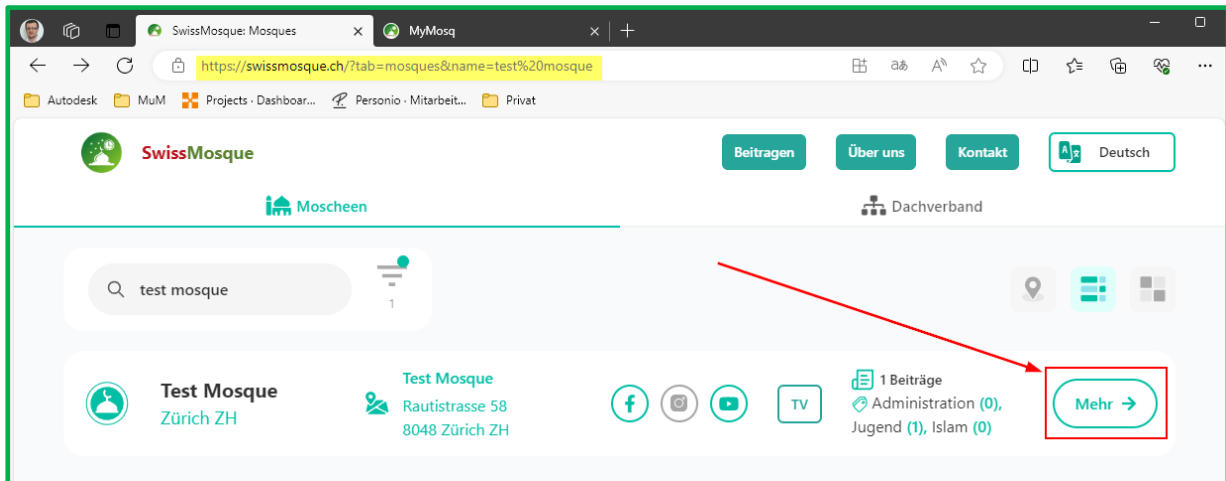 SwissMosque: Mosques
MyMosq
https://swissmosque.ch/?tab=mosques&name=test%20mosque
Autodesk
MuM
Projects · Dashboar...
Personio · Mitarbeit...
Privat
SwissMosque
Beitragen
Über uns
Kontakt
Deutsch
Moscheen
Dachverband
test mosque
1
Test Mosque
Zürich ZH
Test Mosque
Rautistrasse 58
8048 Zürich ZH
TV
1 Beiträge
Administration (0),
Jugend (1), Islam (0)
Mehr →